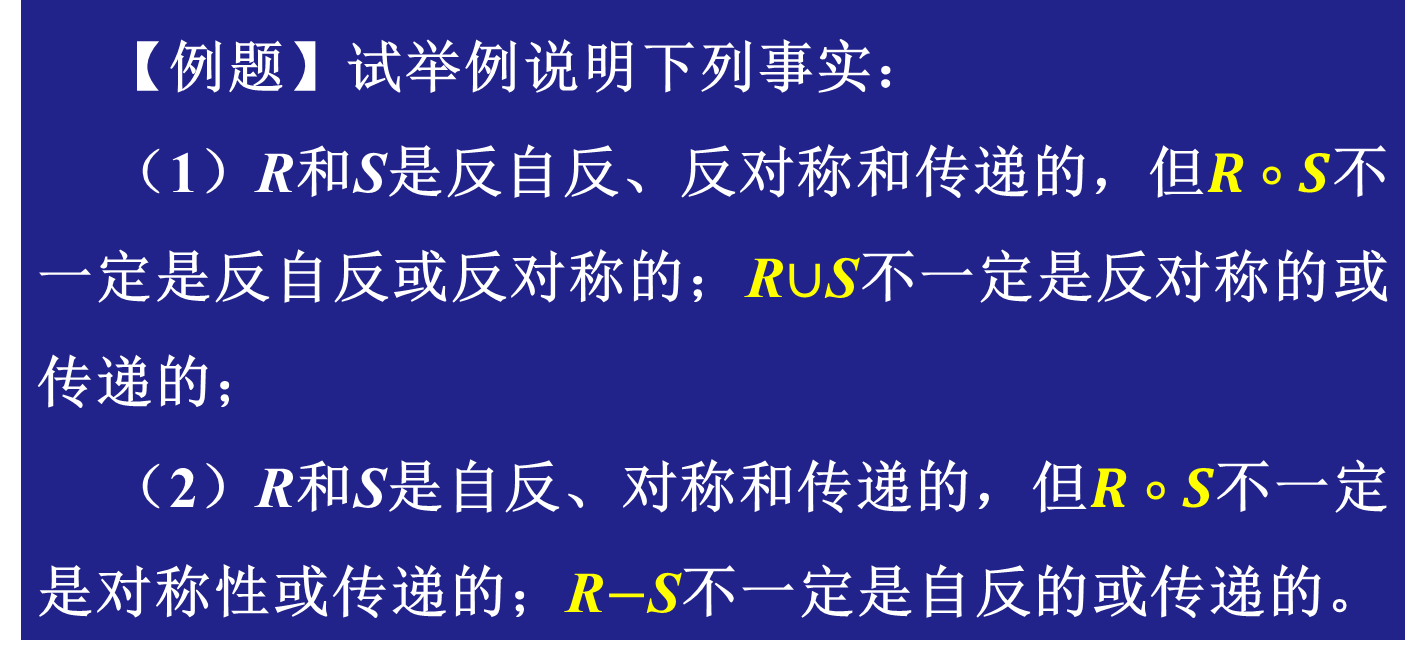 【例题】试举例说明下列事实：
（1）R和S是反自反、反对称和传递的，但R∘S不
一定是反自反或反对称的；R∪S不一定是反对称的或
传递的；
（2）R和S是自反、对称和传递的，但R∘S不一定
是对称性或传递的；R−S不一定是自反的或传递的。